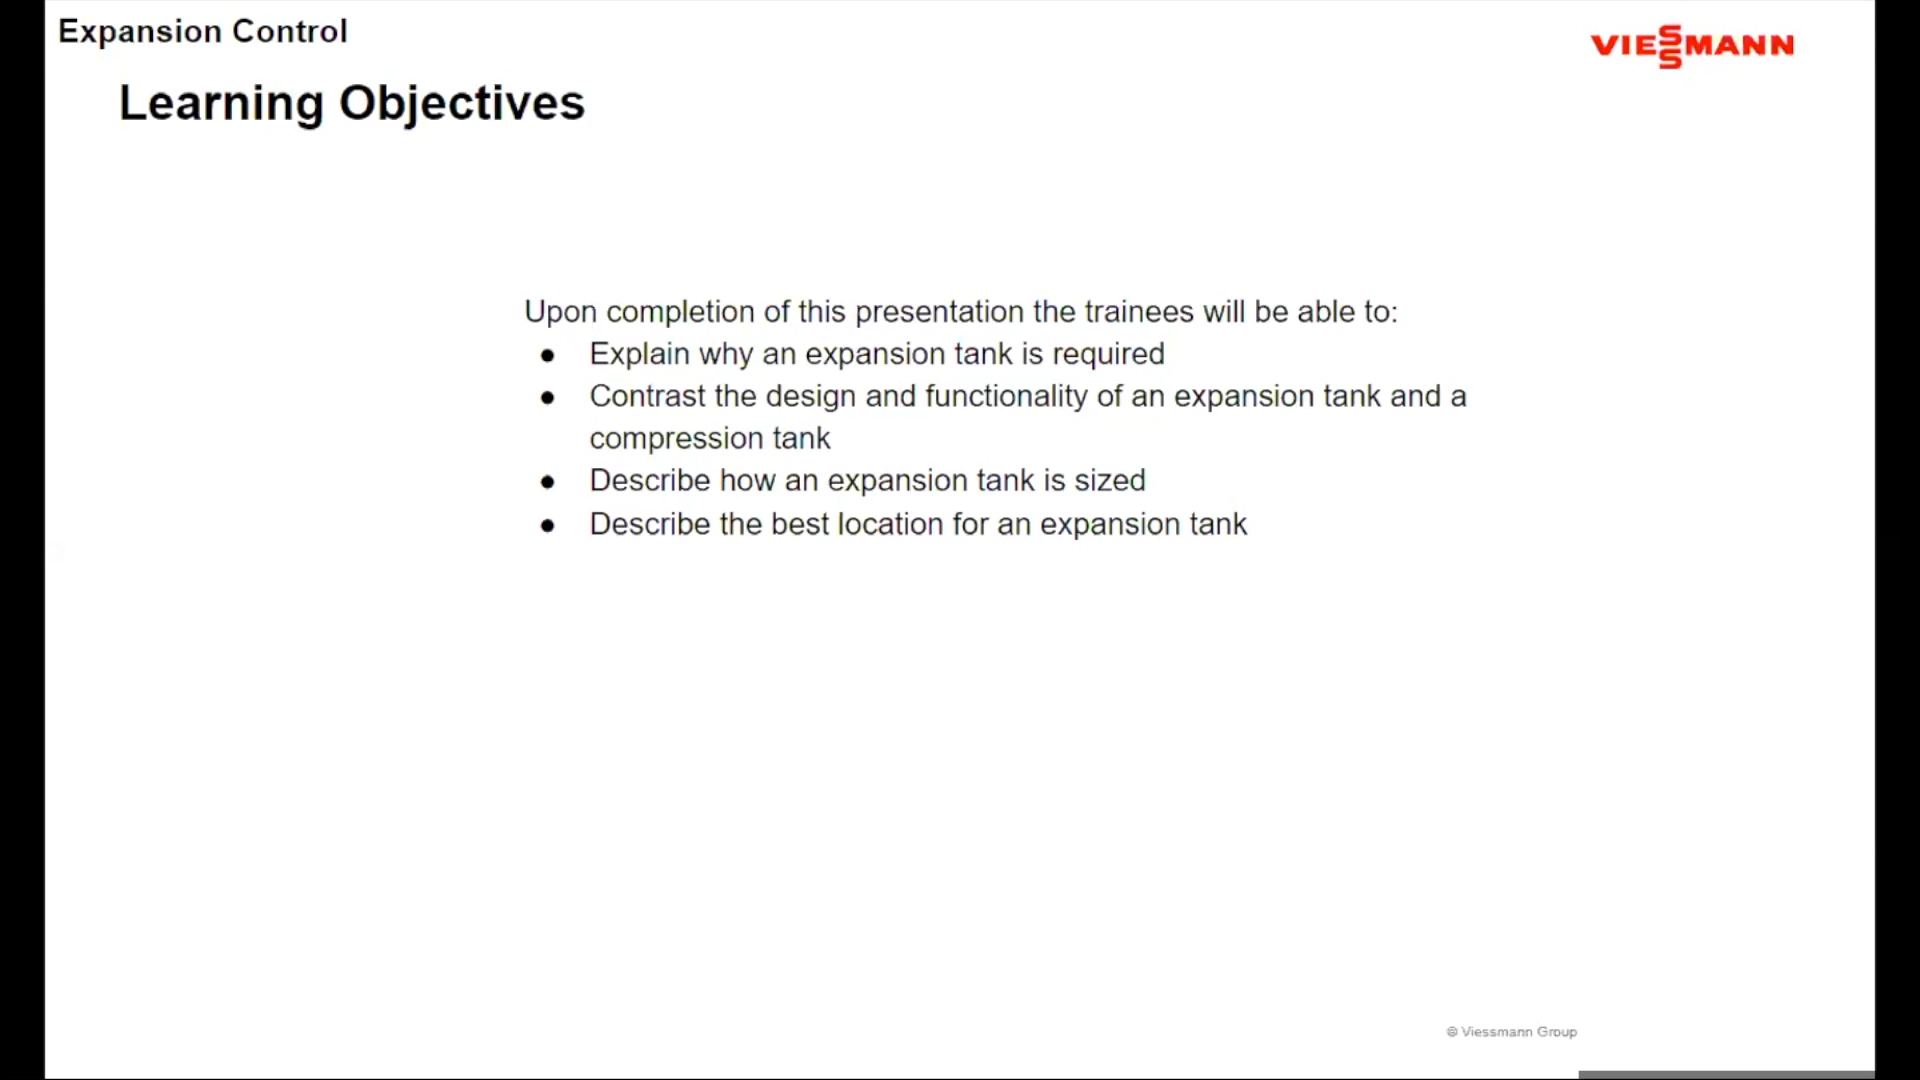 Expansion Control
VIESSMANN
Learning Objectives
Upon completion of this presentation the trainees will be able to:
● Explain why an expansion tank is required
● Contrast the design and functionality of an expansion tank and a
compression tank
● Describe how an expansion tank is sized
● Describe the best location for an expansion tank
© Viessmann Group